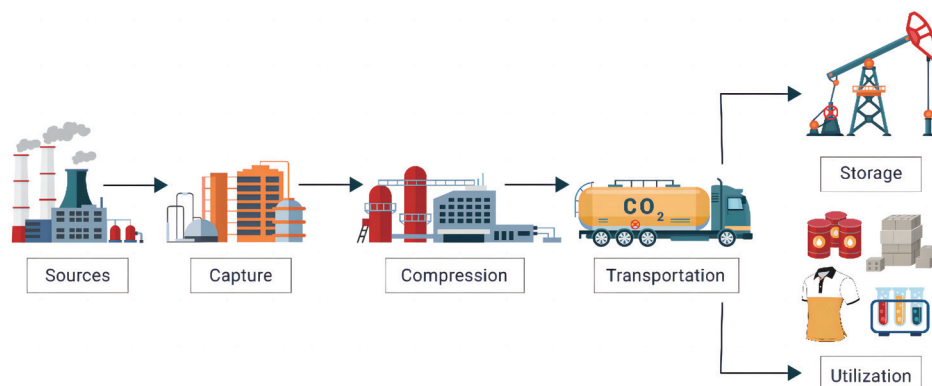 Sources
Capture
Compression
CO₂
Transportation
Storage
Utilization